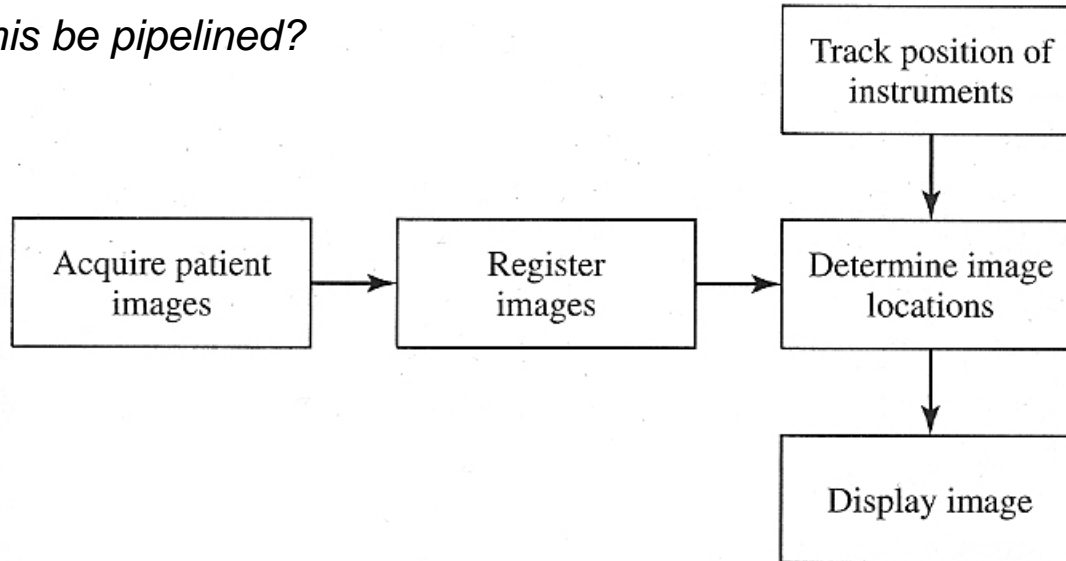 his be pipelined?
Track position of
instruments
Acquire patient
images
Register
images
Determine image
locations
Display image